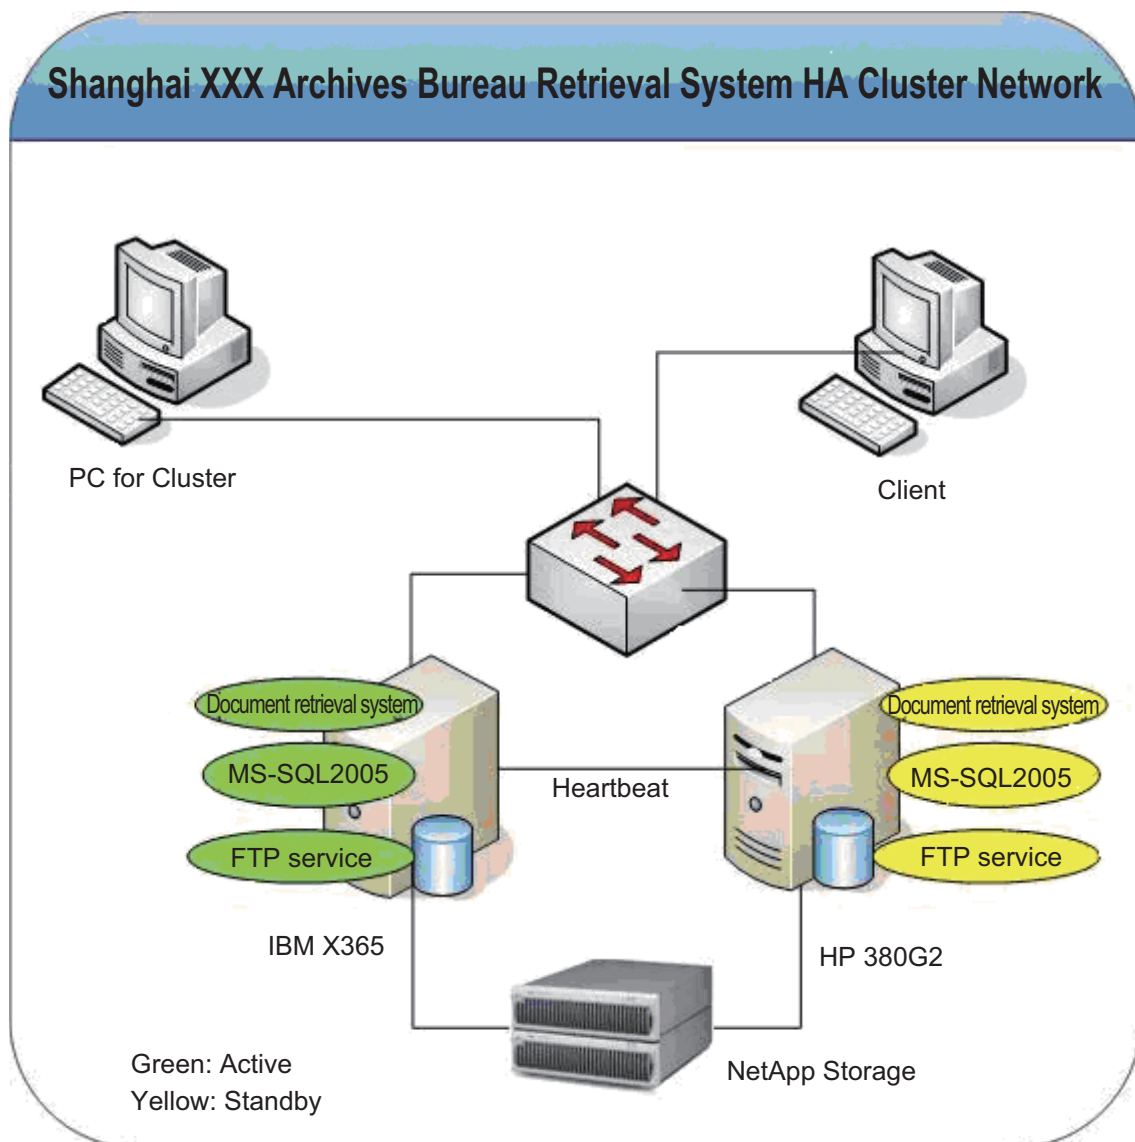 Shanghai XXX Archives Bureau Retrieval System HA Cluster Network
PC for Cluster
Client
Document retrieval system
Document retrieval system
MS-SQL2005
MS-SQL2005
Heartbeat
FTP service
FTP service
IBM X365
HP 380G2
NetApp Storage
Green: Active
Yellow: Standby